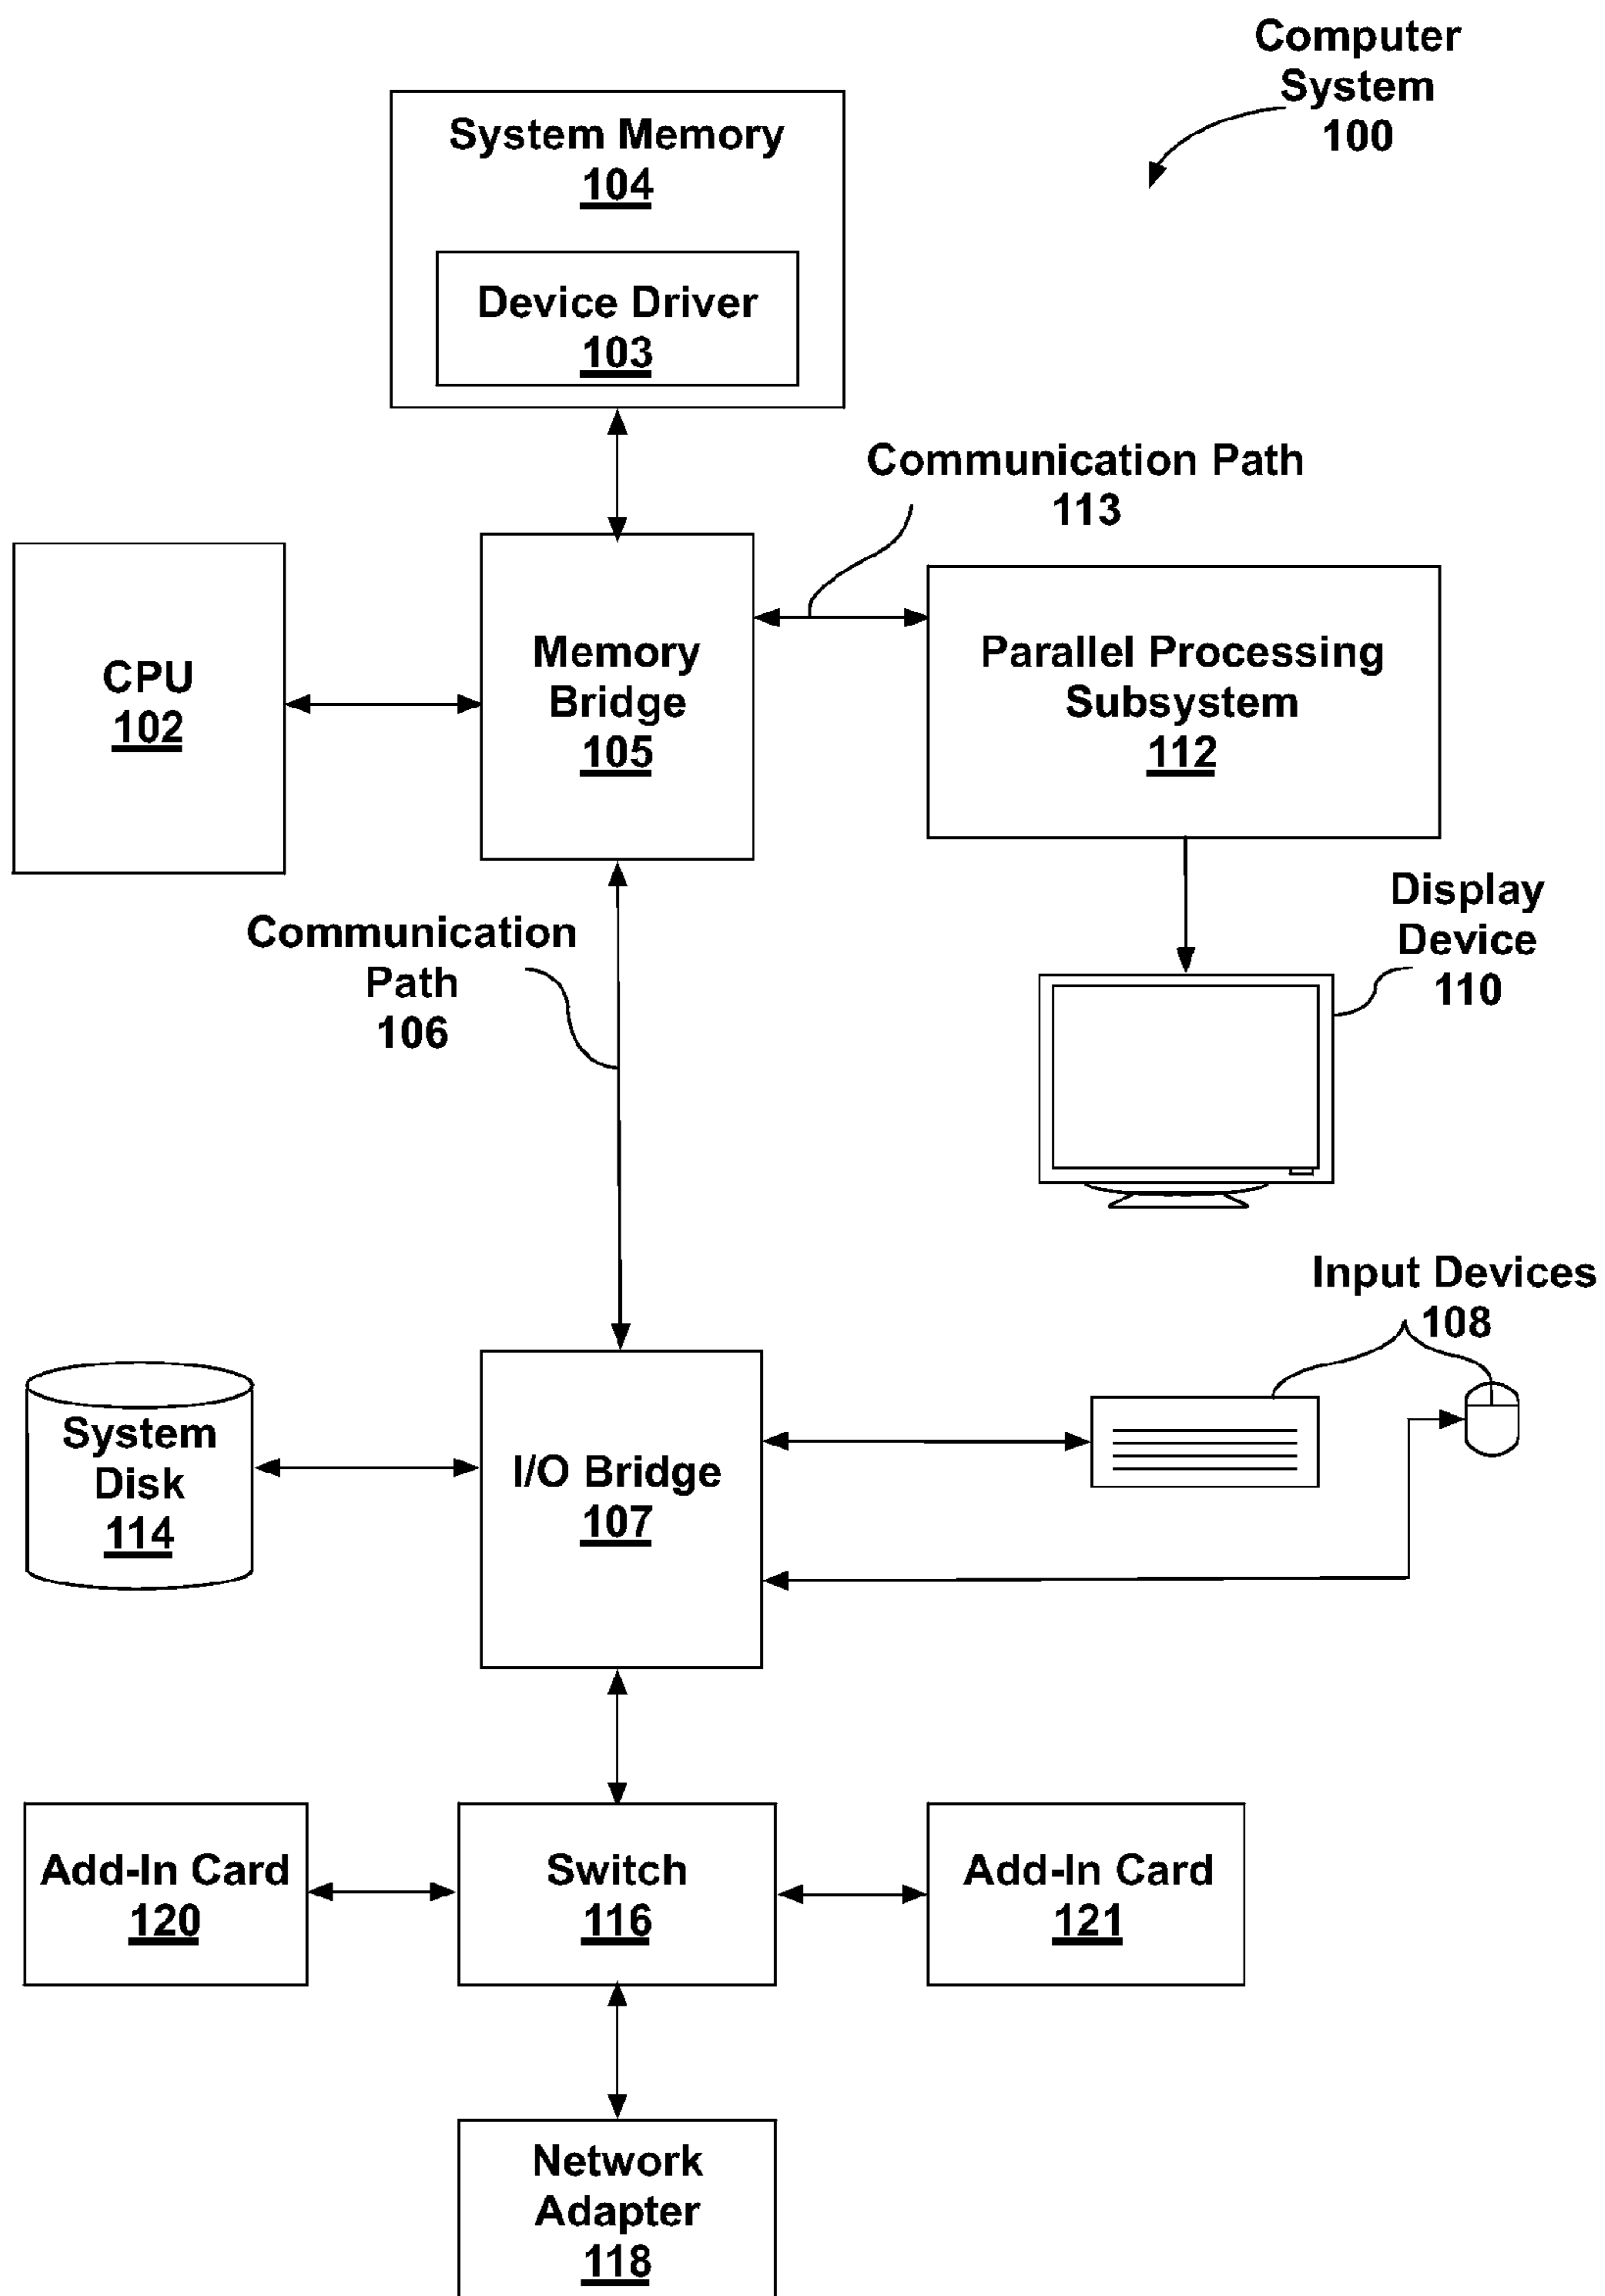 Computer
System
100
System Memory
104
Device Driver
103
Communication Path
113
CPU
102
Memory
Bridge
105
Parallel Processing
Subsystem
112
Communication
Path
106
Display
Device
110
Input Devices
108
System
Disk
114
I/O Bridge
107
Add-In Card
120
Switch
116
Add-In Card
121
Network
Adapter
118